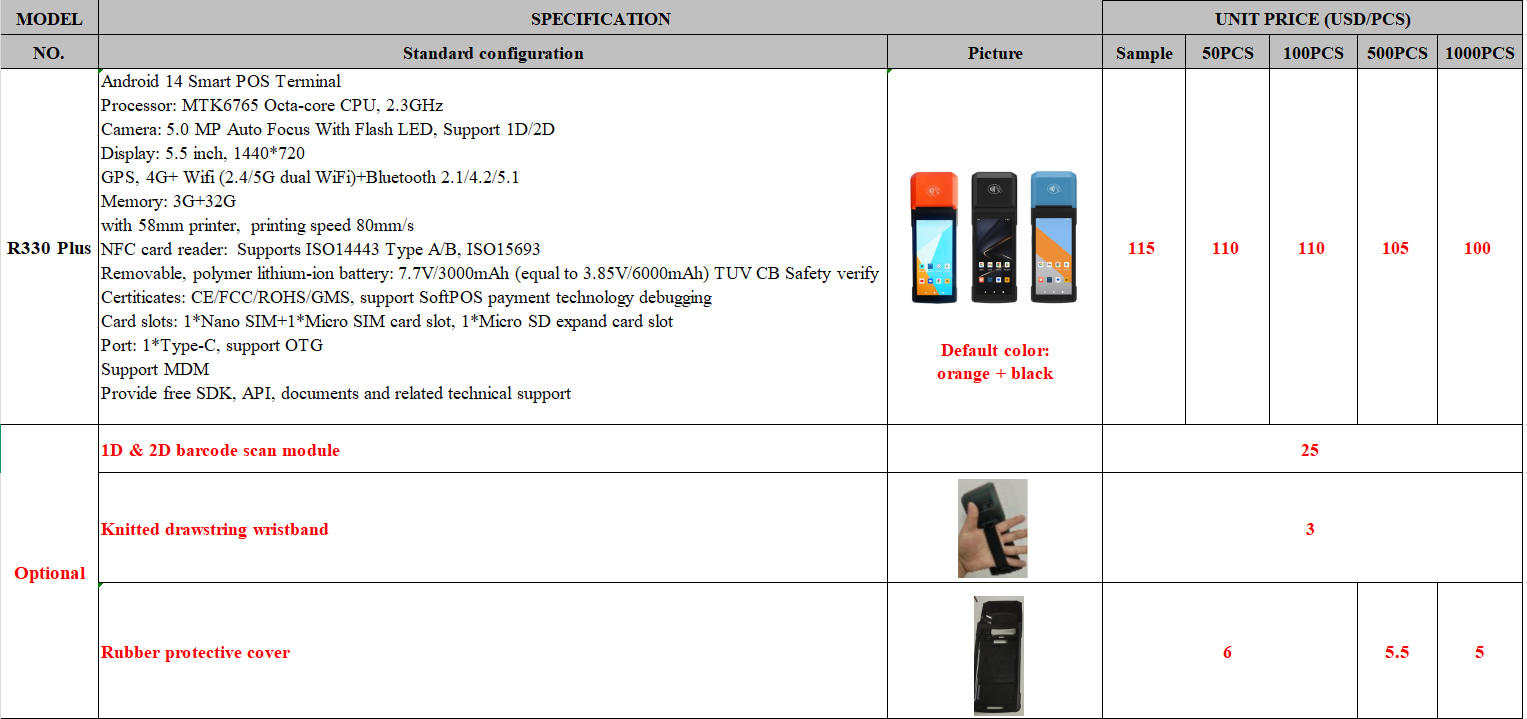 MODEL
SPECIFICATION
UNIT PRICE (USD/PCS)
NO.
Standard configuration
Picture
Sample
50PCS
100PCS
500PCS
1000PCS
R330 Plus
Android 14 Smart POS Terminal
Processor: MTK6765 Octa-core CPU, 2.3GHz
Camera: 5.0 MP Auto Focus With Flash LED, Support 1D/2D
Display: 5.5 inch, 1440*720
GPS, 4G+ Wifi (2.4/5G dual WiFi)+Bluetooth 2.1/4.2/5.1
Memory: 3G+32G
with 58mm printer, printing speed 80mm/s
NFC card reader: Supports ISO14443 Type A/B, ISO15693
Removable, polymer lithium-ion battery: 7.7V/3000mAh (equal to 3.85V/6000mAh) TUV CB Safety verify
Certiticates: CE/FCC/ROHS/GMS, support SoftPOS payment technology debugging
Card slots: 1*Nano SIM+1*Micro SIM card slot, 1*Micro SD expand card slot
Port: 1*Type-C, support OTG
Support MDM
Provide free SDK, API, documents and related technical support
Default color:
orange + black
115
110
110
105
100
Optional
1D & 2D barcode scan module
25
Knitted drawstring wristband
3
Rubber protective cover
6
5.5
5